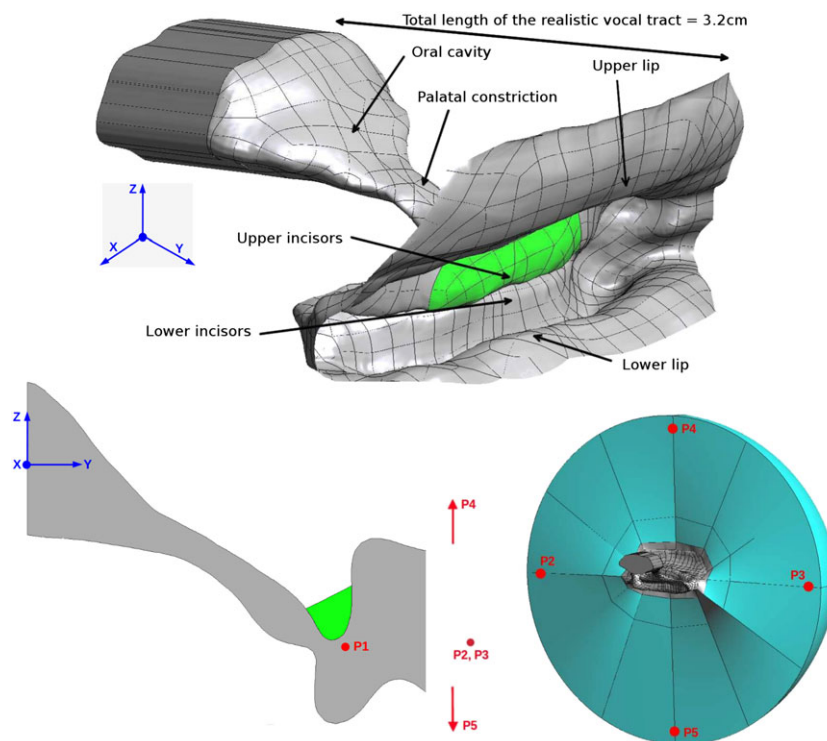 Total length of the realistic vocal tract = 3.2cm
Oral cavity
Upper lip
Palatal constriction
Z
X
Y
Upper incisors
Lower incisors
Lower lip
Z
X
Y
P4
P1
P2, P3
P5
P4
P2
P3
P5